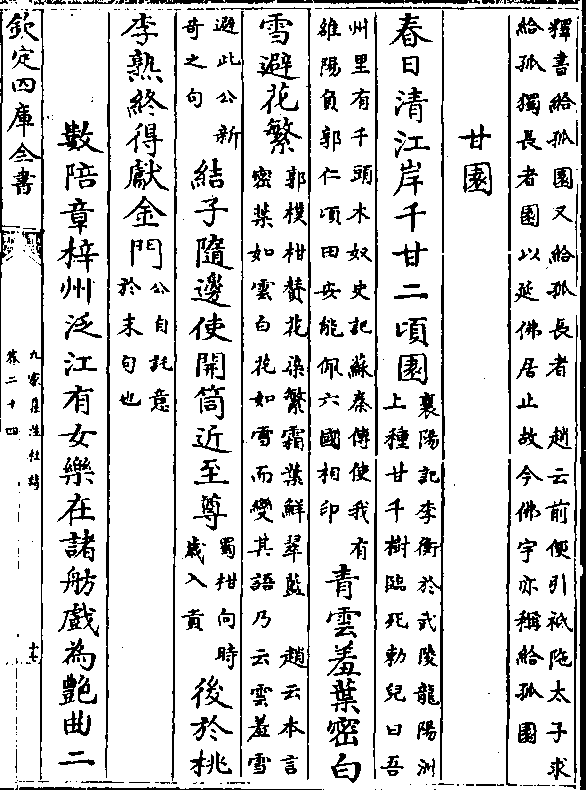 釋書給孤園又給孤長者　趙云前便引祗陁太子求
給孤獨長者園以延佛居止故今佛宇亦稱給孤園
甘園
春日清江岸千甘二頃園
襄陽記李衡於武陵龍陽洲
上種甘千樹臨死勅兒曰吾
州里有千頭木奴史記蘇秦傳使我有
雒陽負郭仁頃田安能佩六國相印
青雲羞葉密白
雪避花繁
郭樸柑賛花染繁霜葉鮮翠藍　趙云本言
密葉如雲白花如雪而變其語乃云雲羞雪
避此公新
奇之句
結子隨邊使開筒近至尊
蜀柑向時
歲入貢
後於桃
李熟終得獻金門
公自託意
於末句也
數陪章梓州泛江有女樂在諸舫戲為艶曲二
欽定四庫全書
九家集注杜詩
卷二十四
十七